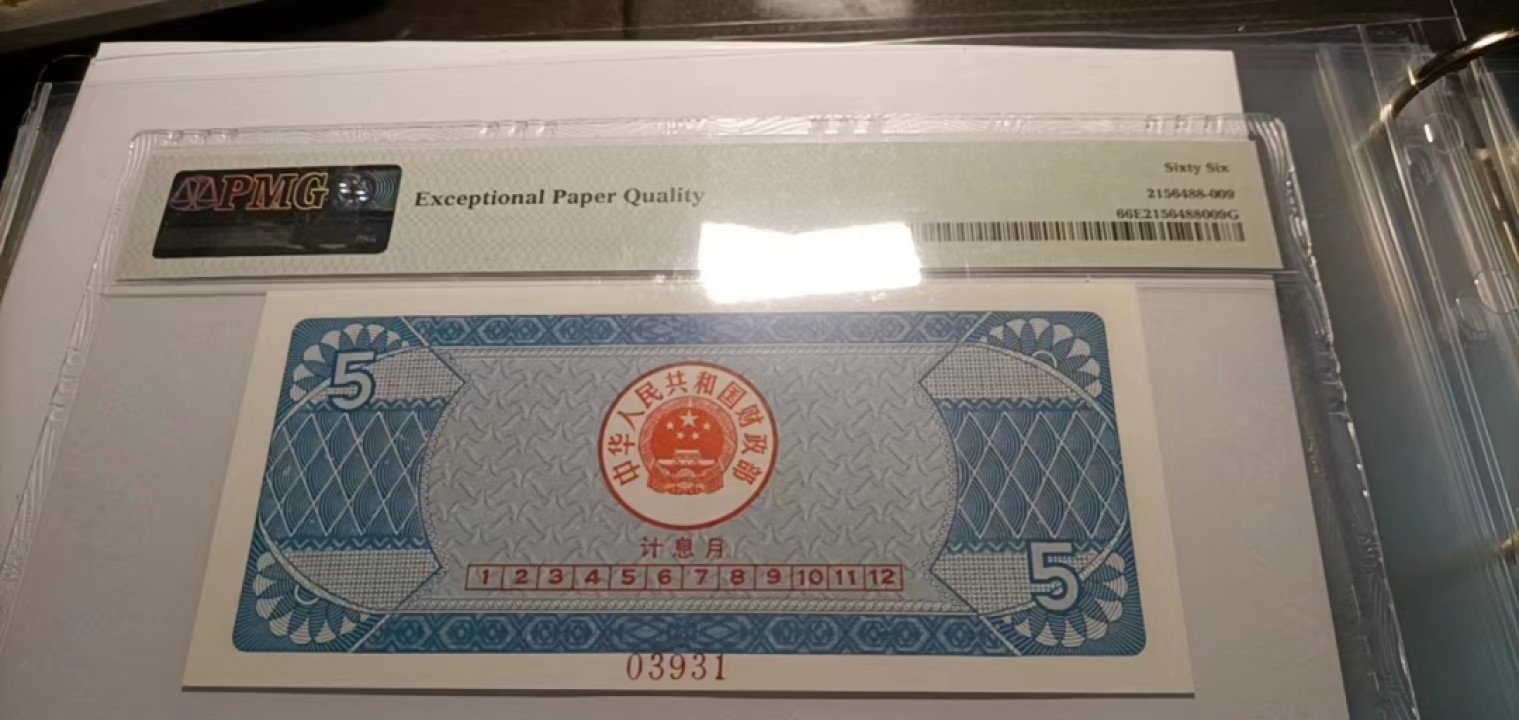 PMG
Exceptional Paper Quality
Sixty Six
2156488-009
66E2156488009G
5
中华人民共和国财政部
计息月
1 2 3 4 5 6 7 8 9 10 11 12
5
03931